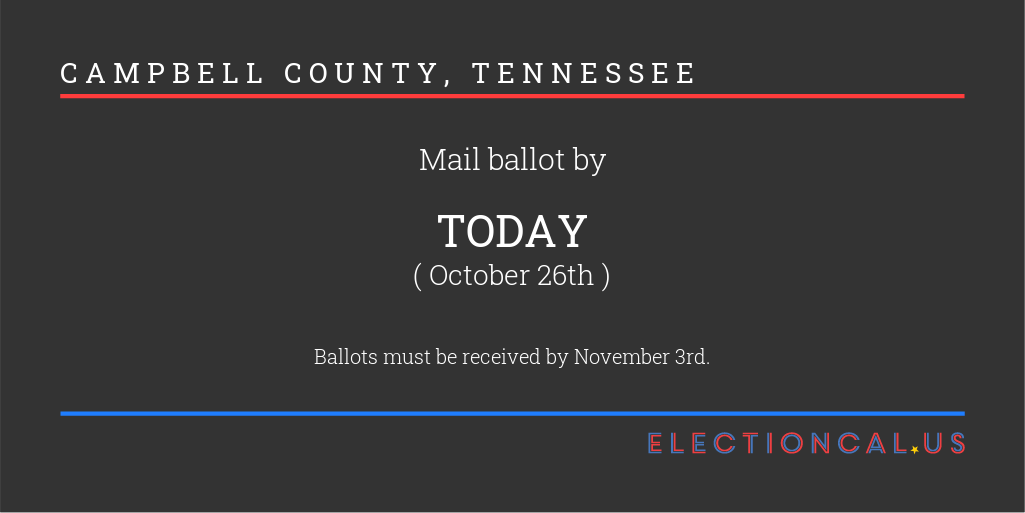 CAMPBELL COUNTY, TENNESSEE
Mail ballot by
TODAY
( October 26th )
Ballots must be received by November 3rd.
ELECTIONCAL.US